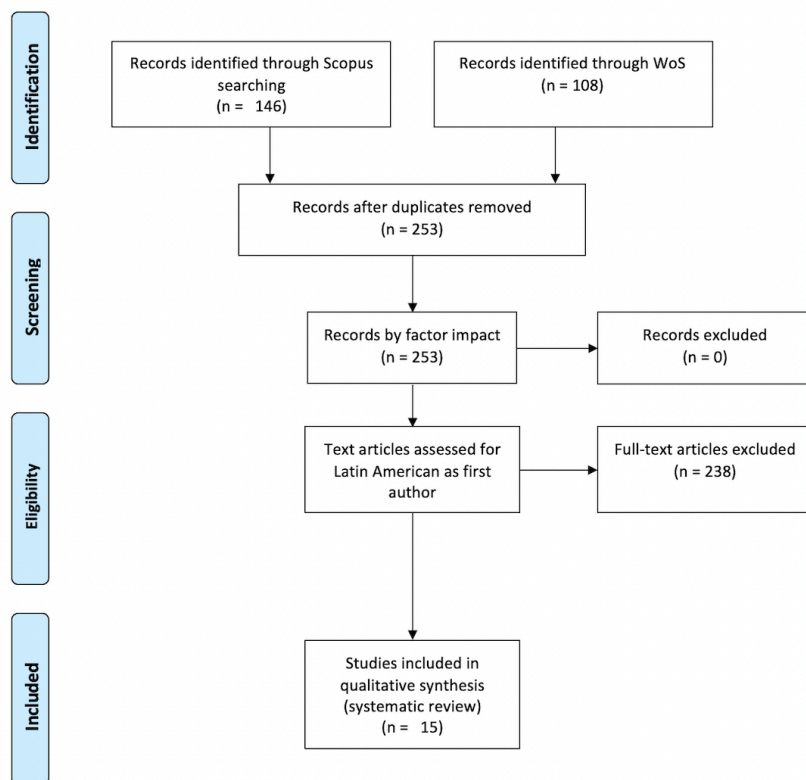 Identification
Records identified through Scopus
searching
(n = 146)
Records identified through WoS
(n = 108)
Records after duplicates removed
(n = 253)
Screening
Records by factor impact
(n = 253)
Records excluded
(n = 0)
Eligibility
Text articles assessed for
Latin American as first
author
Full-text articles excluded
(n = 238)
Included
Studies included in
qualitative synthesis
(systematic review)
(n = 15)